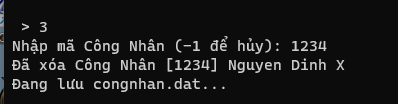 > 3
Nhập mã Công Nhân (-1 để hủy): 1234
Đã xóa Công Nhân [1234] Nguyen Dinh X
Đang lưu congnhan.dat...